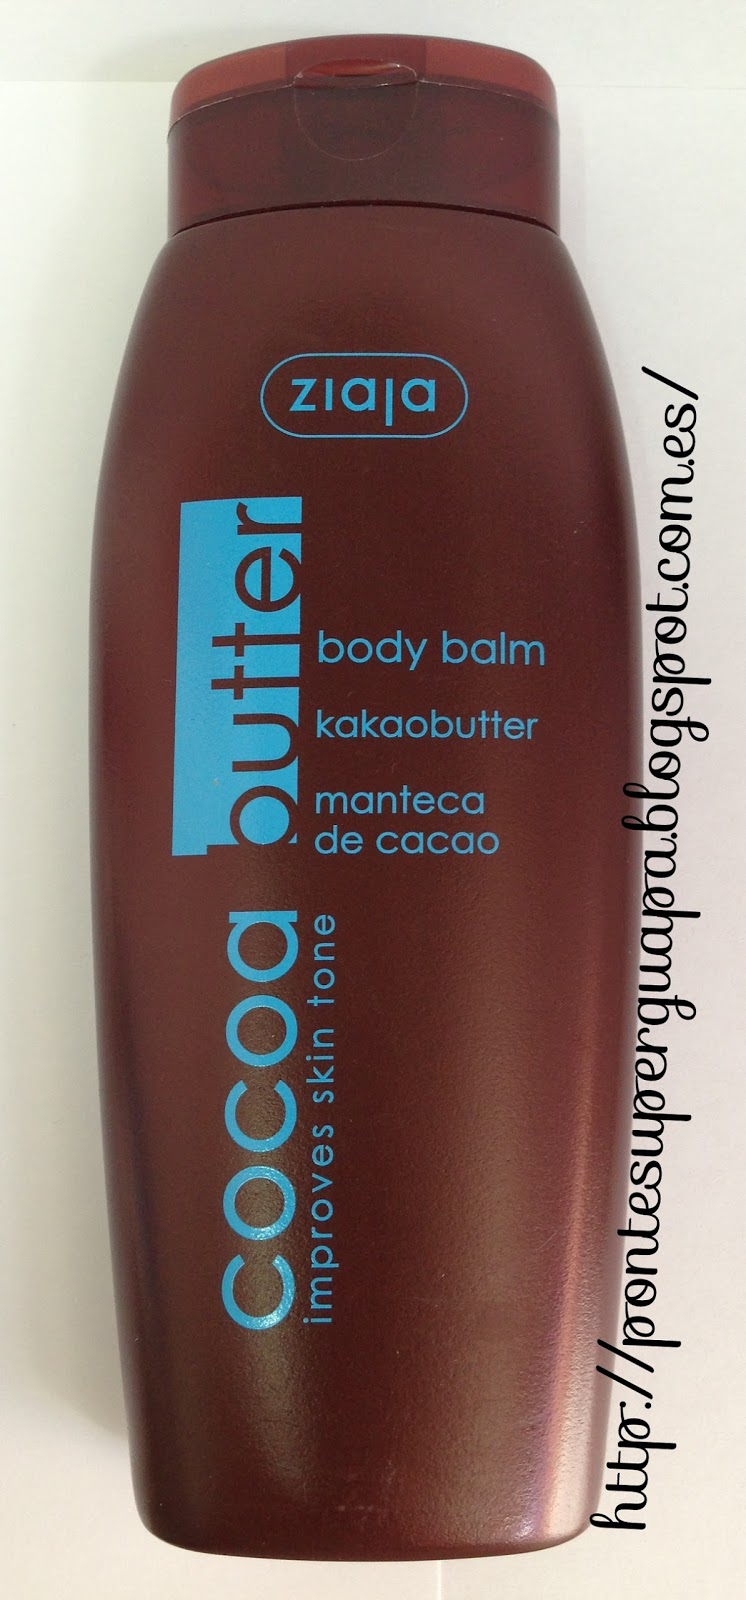 ziaja
cocoa butter
improves skin tone
body balm
kakaobutter
manteca
de cacao
http://pontesuperguapa.blogspot.com.es/